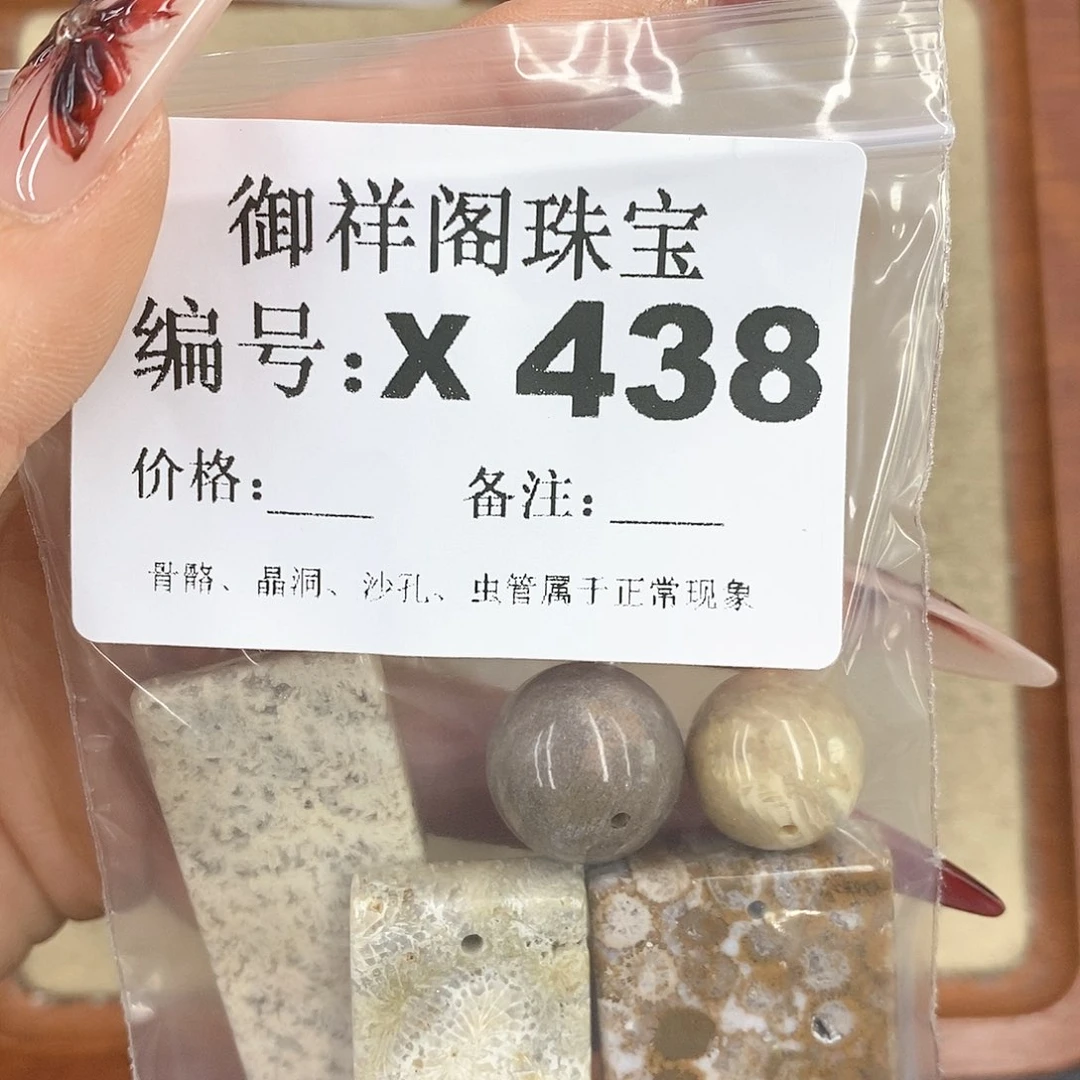 御祥阁珠宝
编号:X 438
价格:____ 备注:____
骨骼、晶洞、沙孔、虫管属于正常现象